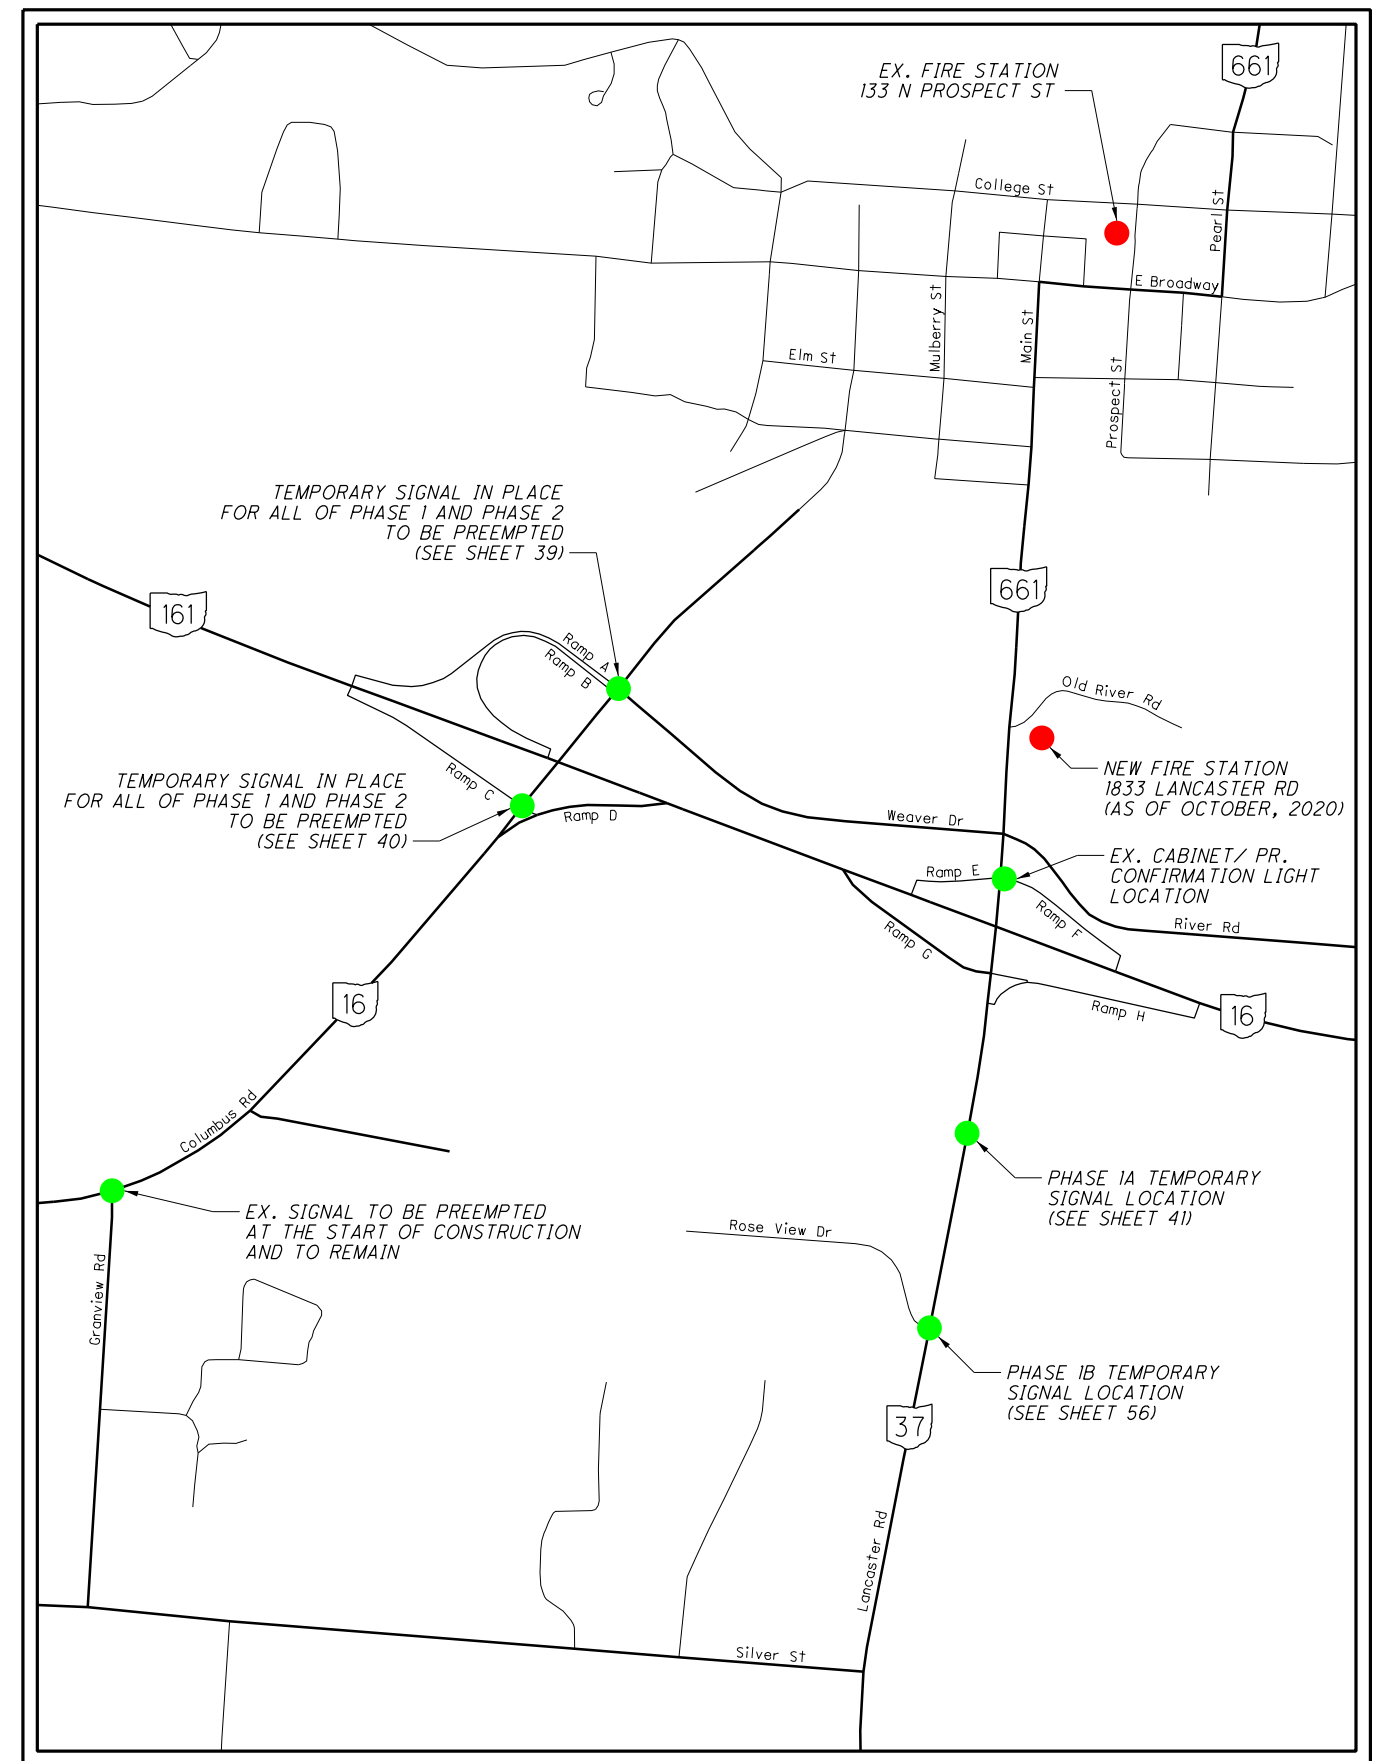 661
EX. FIRE STATION
133 N PROSPECT ST
College St
Pearl St
E Broadway
Mulberry St
Main St
Elm St
Prospect St
TEMPORARY SIGNAL IN PLACE
FOR ALL OF PHASE 1 AND PHASE 2
TO BE PREEMPTED
(SEE SHEET 39)
161
661
Ramp A
Ramp B
Old River Rd
TEMPORARY SIGNAL IN PLACE
FOR ALL OF PHASE 1 AND PHASE 2
TO BE PREEMPTED
(SEE SHEET 40)
Ramp C
Ramp D
NEW FIRE STATION
1833 LANCASTER RD
(AS OF OCTOBER, 2020)
Weaver Dr
EX. CABINET/ PR.
CONFIRMATION LIGHT
LOCATION
Ramp E
Ramp F
River Rd
Ramp G
Ramp H
16
16
Columbus Rd
PHASE 1A TEMPORARY
SIGNAL LOCATION
(SEE SHEET 41)
EX. SIGNAL TO BE PREEMPTED
AT THE START OF CONSTRUCTION
AND TO REMAIN
Rose View Dr
Granview Rd
PHASE 1B TEMPORARY
SIGNAL LOCATION
(SEE SHEET 56)
37
Lancaster Rd
Silver St